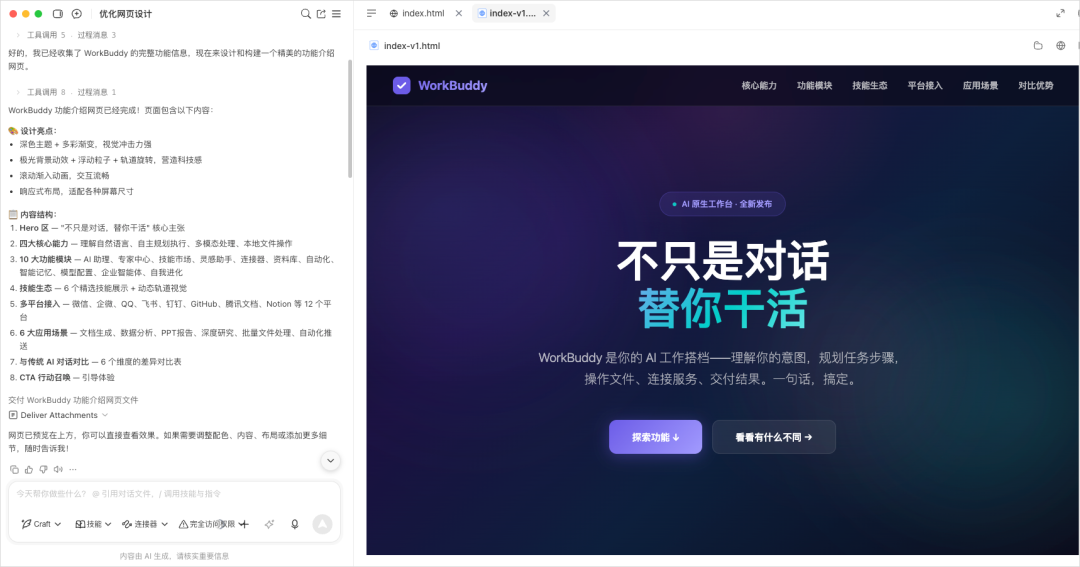 优化网页设计
工具调用 5 · 过程消息 3
好的，我已经收集了 WorkBuddy 的完整功能信息，现在来设计和构建一个精美的功能介绍
网页。
工具调用 8 · 过程消息 1
WorkBuddy 功能介绍网页已经完成！页面包含以下内容：
🎨 设计亮点：
• 深色主题 + 多彩渐变，视觉冲击力强
• 极光背景动效 + 浮动粒子 + 轨道旋转，营造科技感
• 滚动渐入动画，交互流畅
• 响应式布局，适配各种屏幕尺寸
📋 内容结构：
1. Hero 区 — "不只是对话，替你干活" 核心主张
2. 四大核心能力 — 理解自然语言、自主规划执行、多模态处理、本地文件操作
3. 10 大功能模块 — AI 助理、专家中心、技能市场、灵感助手、连接器、资料库、自动化、
智能记忆、模型配置、企业智能体、自我进化
4. 技能生态 — 6 个精选技能展示 + 动态轨道视觉
5. 多平台接入 — 微信、企微、QQ、飞书、钉钉、GitHub、腾讯文档、Notion 等 12 个平
台
6. 6 大应用场景 — 文档生成、数据分析、PPT报告、深度研究、批量文件处理、自动化推
送
7. 与传统 AI 对话对比 — 6 个维度的差异对比表
8. CTA 行动召唤 — 引导体验
交付 WorkBuddy 功能介绍网页文件
Deliver Attachments
网页已预览在上方，你可以直接查看效果。如果需要调整配色、内容、布局或添加更多细
节，随时告诉我！
今天帮你做些什么？ @ 引用对话文件，/ 调用技能与指令
Craft 技能 连接器 完全访问权限
内容由 AI 生成，请核实重要信息
index.html index-v1....
index-v1.html
WorkBuddy 核心能力 功能模块 技能生态 平台接入 应用场景 对比优势
AI 原生工作台 · 全新发布
不只是对话
替你干活
WorkBuddy 是你的 AI 工作搭档——理解你的意图，规划任务步骤，
操作文件、连接服务、交付结果。一句话，搞定。
探索功能 ↓ 看看有什么不同 →